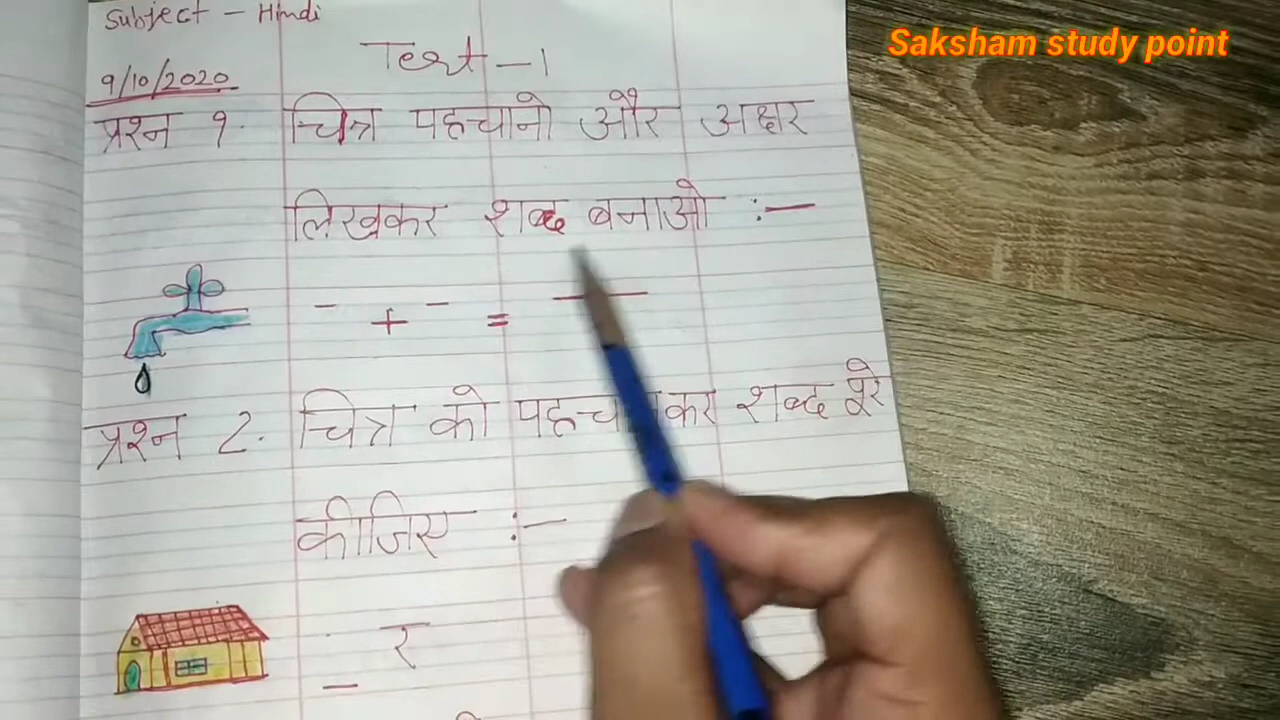 Subject - Hindi
Saksham study point
Test - 1
9/10/2020
प्रश्न १. चित्र पहचानो और अक्षर
लिखकर शब्द बनाओ :-
- + - = —
प्रश्न 2. चित्र को पहचानकर शब्द पूरे
कीजिए :-
_ र